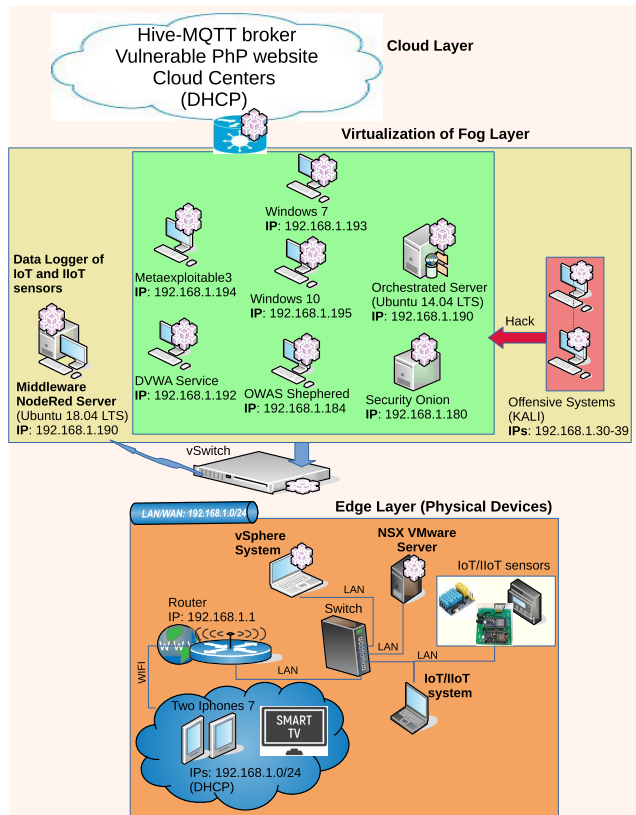 Hive-MQTT broker
Vulnerable PhP website
Cloud Centers
(DHCP)
Cloud Layer
Virtualization of Fog Layer
Windows 7
IP: 192.168.1.193
Metaexploitable3
IP: 192.168.1.194
Windows 10
IP: 192.168.1.195
Orchestrated Server
(Ubuntu 14.04 LTS)
IP: 192.168.1.190
DVWA Service
IP: 192.168.1.192
OWAS Shephered
IP: 192.168.1.184
Security Onion
IP: 192.168.1.180
Data Logger of
IoT and IIoT
sensors
Middleware
NodeRed Server
(Ubuntu 18.04 LTS)
IP: 192.168.1.190
Hack
Offensive Systems
(KALI)
IPs: 192.168.1.30-39
vSwitch
Edge Layer (Physical Devices)
LAN/WAN: 192.168.1.0/24
vSphere
System
NSX VMware
Server
IoT/IIoT sensors
LAN
Switch
LAN
LAN
Router
IP: 192.168.1.1
WWW
LAN
WIFI
IoT/IIoT
system
Two Iphones 7
SMART
TV
IPs: 192.168.1.0/24
(DHCP)